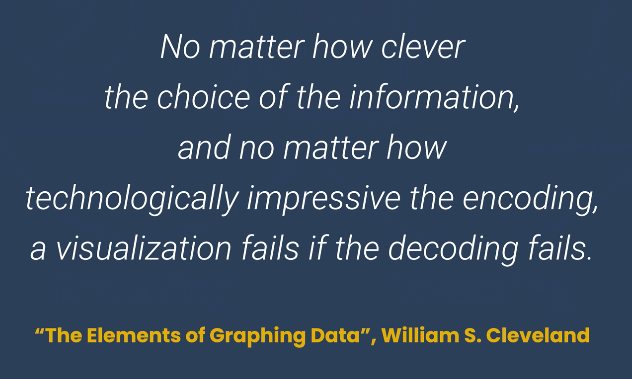 No matter how clever
the choice of the information,
and no matter how
technologically impressive the encoding,
a visualization fails if the decoding fails.
“The Elements of Graphing Data”, William S. Cleveland